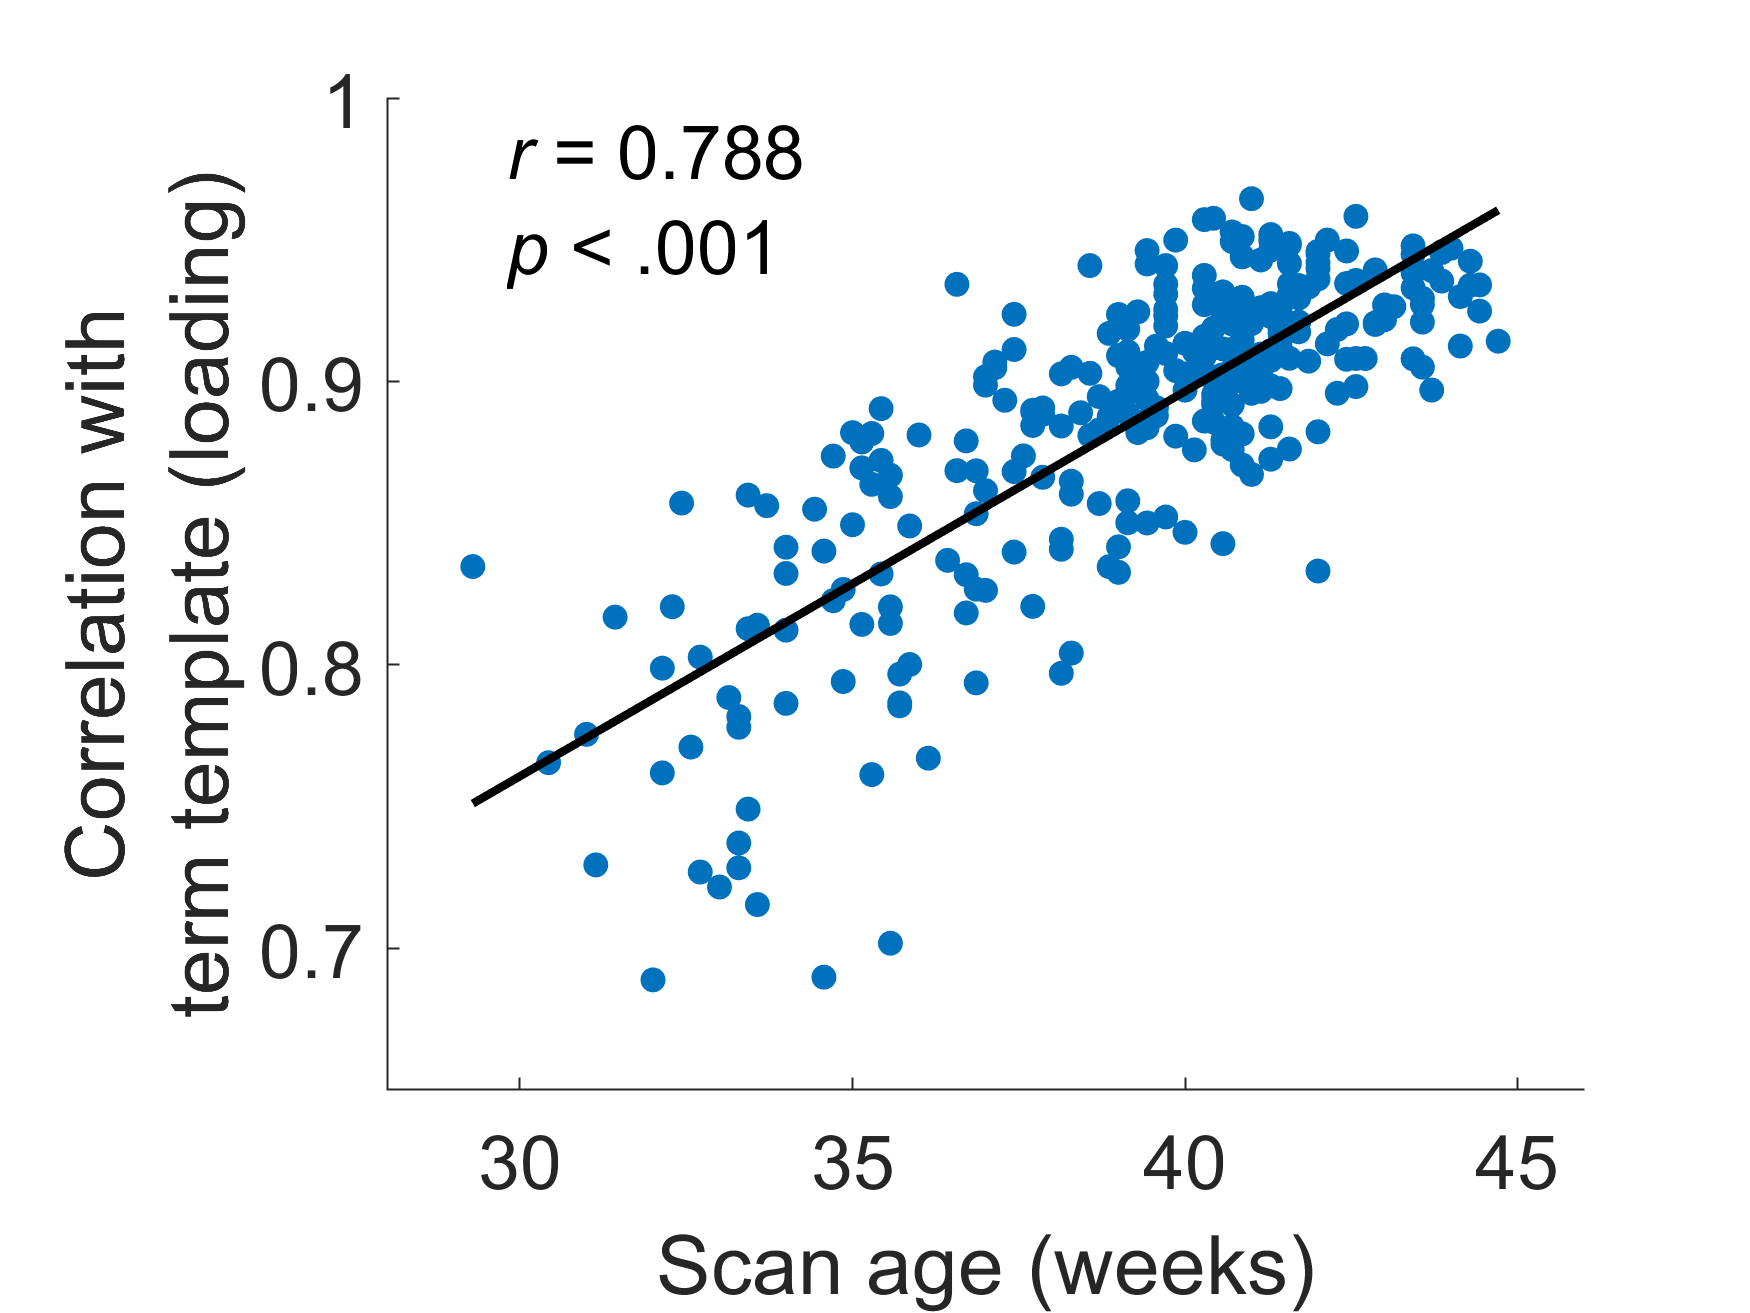 r = 0.788
p < .001
1
0.9
0.8
0.7
Correlation with
term template (loading)
30 35 40 45
Scan age (weeks)